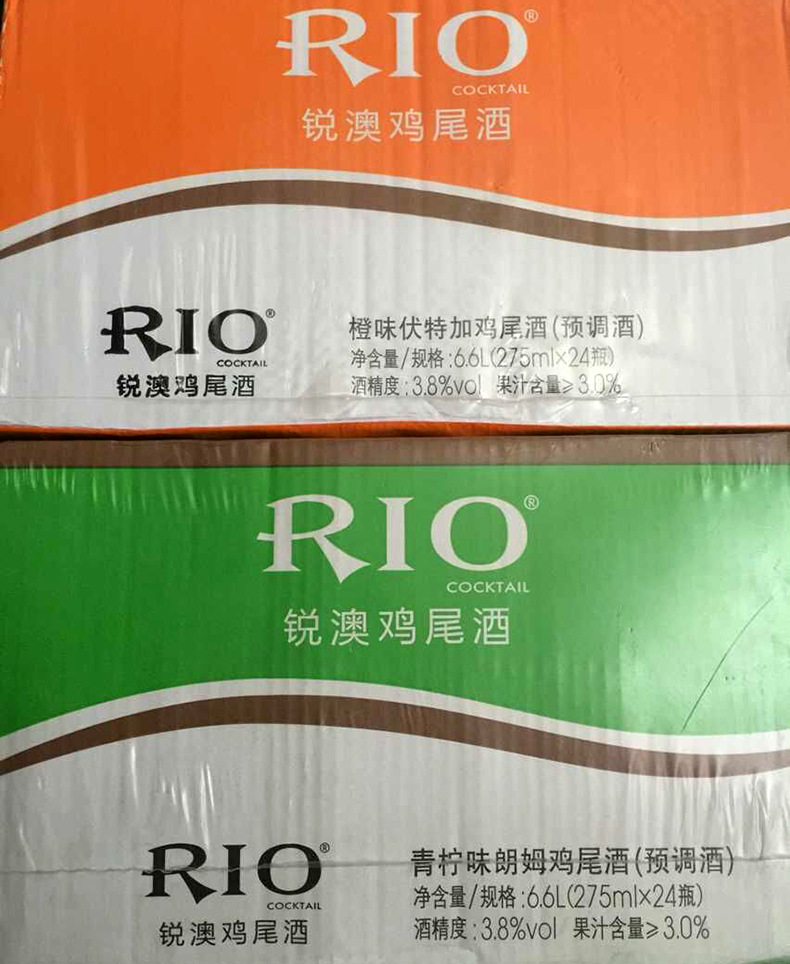 RIO®
COCKTAIL
锐澳鸡尾酒
RIO®
COCKTAIL
锐澳鸡尾酒
橙味伏特加鸡尾酒(预调酒)
净含量/规格:6.6L(275ml×24瓶)
酒精度:3.8%vol 果汁含量≥3.0%
RIO®
COCKTAIL
锐澳鸡尾酒
RIO®
COCKTAIL
锐澳鸡尾酒
青柠味朗姆鸡尾酒(预调酒)
净含量/规格:6.6L(275ml×24瓶)
酒精度:3.8%vol 果汁含量≥3.0%